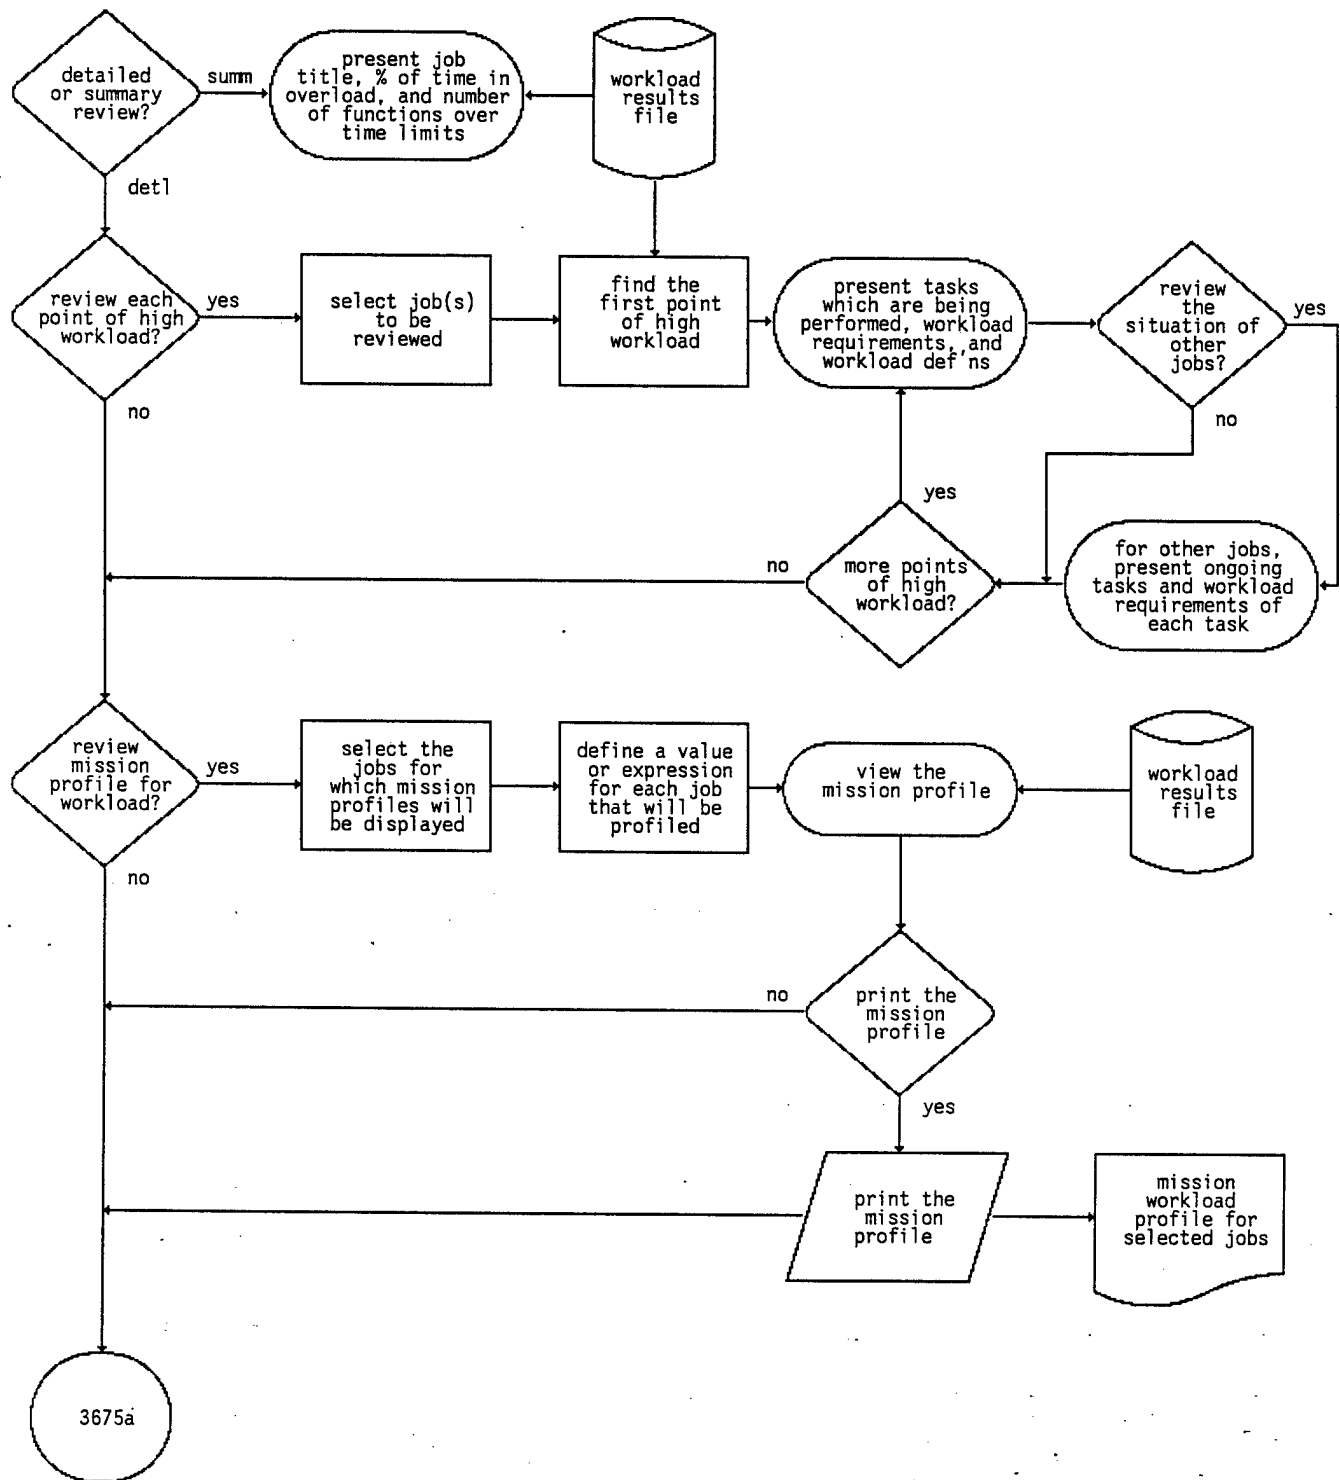 detailed
or summary
review?
summ
present job
title, % of time in
overload, and number
of functions over
time limits
workload
results
file
detl
review each
point of high
workload?
yes
select job(s)
to be
reviewed
find the
first point
of high
workload
present tasks
which are being
performed, workload
requirements, and
workload def'ns
review
the
situation of
other
jobs?
yes
no
no
yes
no
more points
of high
workload?
for other jobs,
present ongoing
tasks and workload
requirements of
each task
review
mission
profile for
workload?
yes
select the
jobs for
which mission
profiles will
be displayed
define a value
or expression
for each job
that will be
profiled
view the
mission profile
workload
results
file
no
no
print the
mission
profile
yes
print the
mission
profile
mission
workload
profile for
selected jobs
3675a